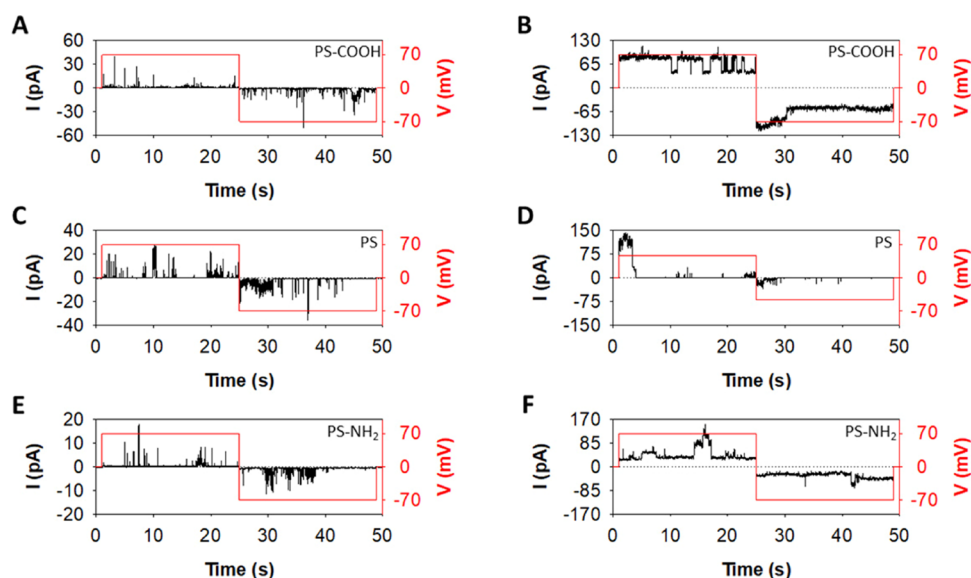 A
PS-COOH
I (pA)
60
30
0
-30
-60
70
0
-70
V (mV)
0 10 20 30 40 50
Time (s)
B
PS-COOH
I (pA)
130
65
0
-65
-130
70
0
-70
V (mV)
0 10 20 30 40 50
Time (s)
C
PS
I (pA)
40
20
0
-20
-40
70
0
-70
V (mV)
0 10 20 30 40 50
Time (s)
D
PS
I (pA)
150
75
0
-75
-150
70
0
-70
V (mV)
0 10 20 30 40 50
Time (s)
E
PS-NH₂
I (pA)
20
10
0
-10
-20
70
0
-70
V (mV)
0 10 20 30 40 50
Time (s)
F
PS-NH₂
I (pA)
170
85
0
-85
-170
70
0
-70
V (mV)
0 10 20 30 40 50
Time (s)